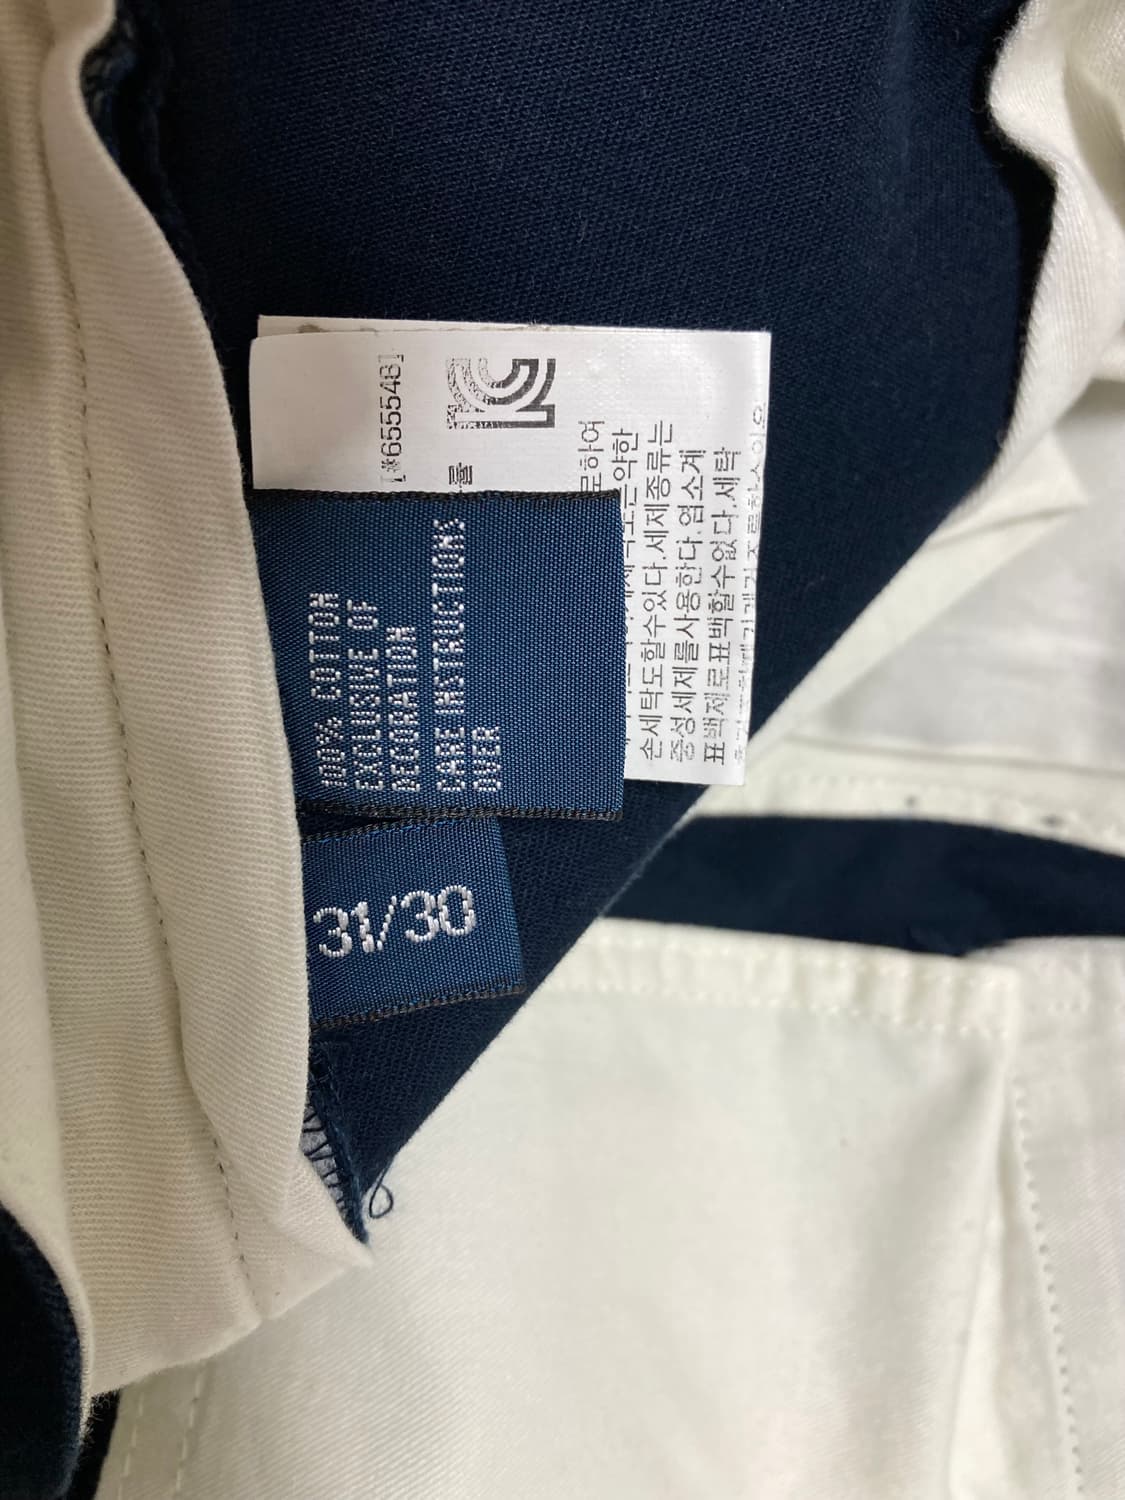 [*6555481]
100% COTTON
EXCLUSIVE OF
DECORATION
CARE INSTRUCTIONS
OVER
손세탁도할수있다.세제종류는
중성세제를사용한다.염소계
표백제로표백할수없다.세탁
31/30